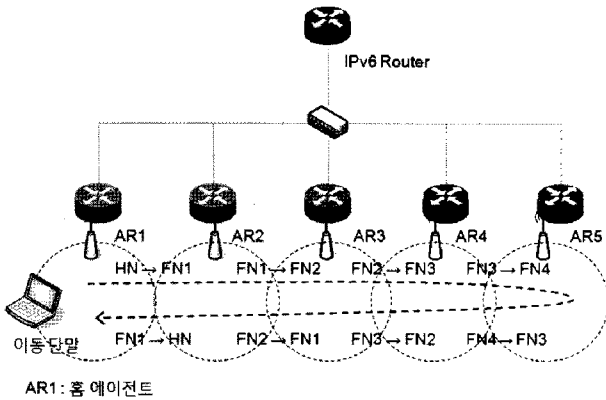 IPv6 Router
AR1 AR2 AR3 AR4 AR5
HN→FN1 FN1→FN2 FN2→FN3 FN3→FN4
이동 단말 FN1→HN FN2→FN1 FN3→FN2 FN4→FN3
AR1 : 홈 에이전트